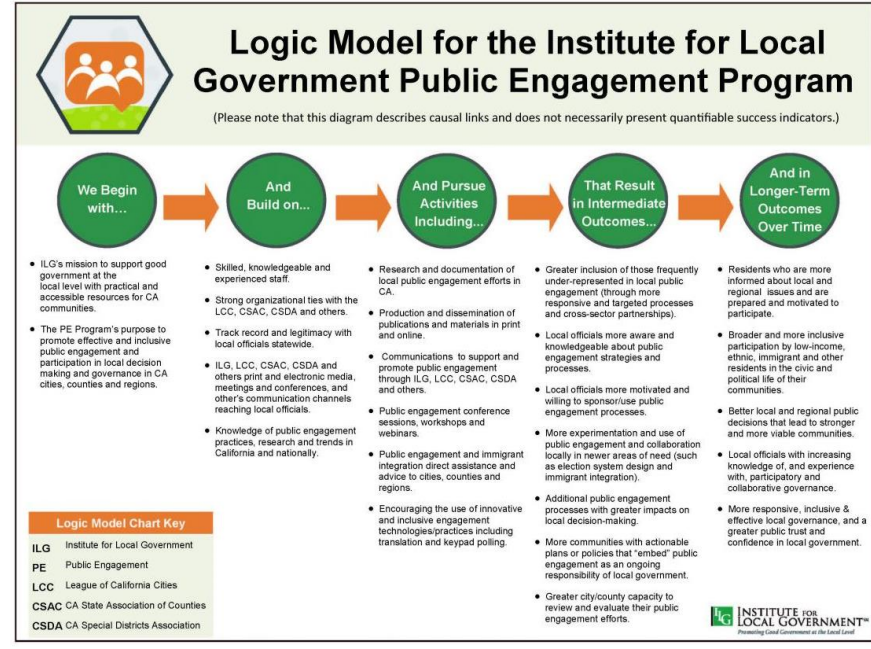 Logic Model for the Institute for Local
Government Public Engagement Program
(Please note that this diagram describes causal links and does not necessarily present quantifiable success indicators.)
We Begin
with...
And
Build on...
And Pursue
Activities
Including...
That Result
in Intermediate
Outcomes...
And in
Longer-Term
Outcomes
Over Time
• ILG's mission to support good
government at the
local level with practical and
accessible resources for CA
communities.
• The PE Program's purpose to
promote effective and inclusive
public engagement and
participation in local decision
making and governance in CA
cities, counties and regions.
• Skilled, knowledgeable and
experienced staff.
• Strong organizational ties with the
LCC, CSAC, CSDA and others.
• Track record and legitimacy with
local officials statewide.
• ILG, LCC, CSAC, CSDA and
others print and electronic media,
meetings and conferences, and
other's communication channels
reaching local officials.
• Knowledge of public engagement
practices, research and trends in
California and nationally.
• Research and documentation of
local public engagement efforts in
CA.
• Production and dissemination of
publications and materials in print
and online.
• Communications to support and
promote public engagement
through ILG, LCC, CSAC, CSDA
and others.
• Public engagement conference
sessions, workshops and
webinars.
• Public engagement and immigrant
integration direct assistance and
advice to cities, counties and
regions.
• Encouraging the use of innovative
and inclusive engagement
technologies/practices including
translation and keypad polling.
• Greater inclusion of those frequently
under-represented in local public
engagement (through more
responsive and targeted processes
and cross-sector partnerships).
• Local officials more aware and
knowledgeable about public
engagement strategies and
processes.
• Local officials more motivated and
willing to sponsor/use public
engagement processes.
• More experimentation and use of
public engagement and collaboration
locally in newer areas of need (such
as election system design and
immigrant integration).
• Additional public engagement
processes with greater impacts on
local decision-making.
• More communities with actionable
plans or policies that “embed” public
engagement as an ongoing
responsibility of local government.
• Greater city/county capacity to
review and evaluate their public
engagement efforts.
• Residents who are more
informed about local and
regional issues and are
prepared and motivated to
participate.
• Broader and more inclusive
participation by low-income,
ethnic, immigrant and other
residents in the civic and
political life of their
communities.
• Better local and regional public
decisions that lead to stronger
and more viable communities.
• Local officials with increasing
knowledge of, and experience
with, participatory and
collaborative governance.
• More responsive, inclusive &
effective local governance, and a
greater public trust and
confidence in local government.
Logic Model Chart Key
ILG Institute for Local Government
PE Public Engagement
LCC League of California Cities
CSAC CA State Association of Counties
CSDA CA Special Districts Association
ILG INSTITUTE FOR
LOCAL GOVERNMENT℠
Promoting Good Government at the Local Level